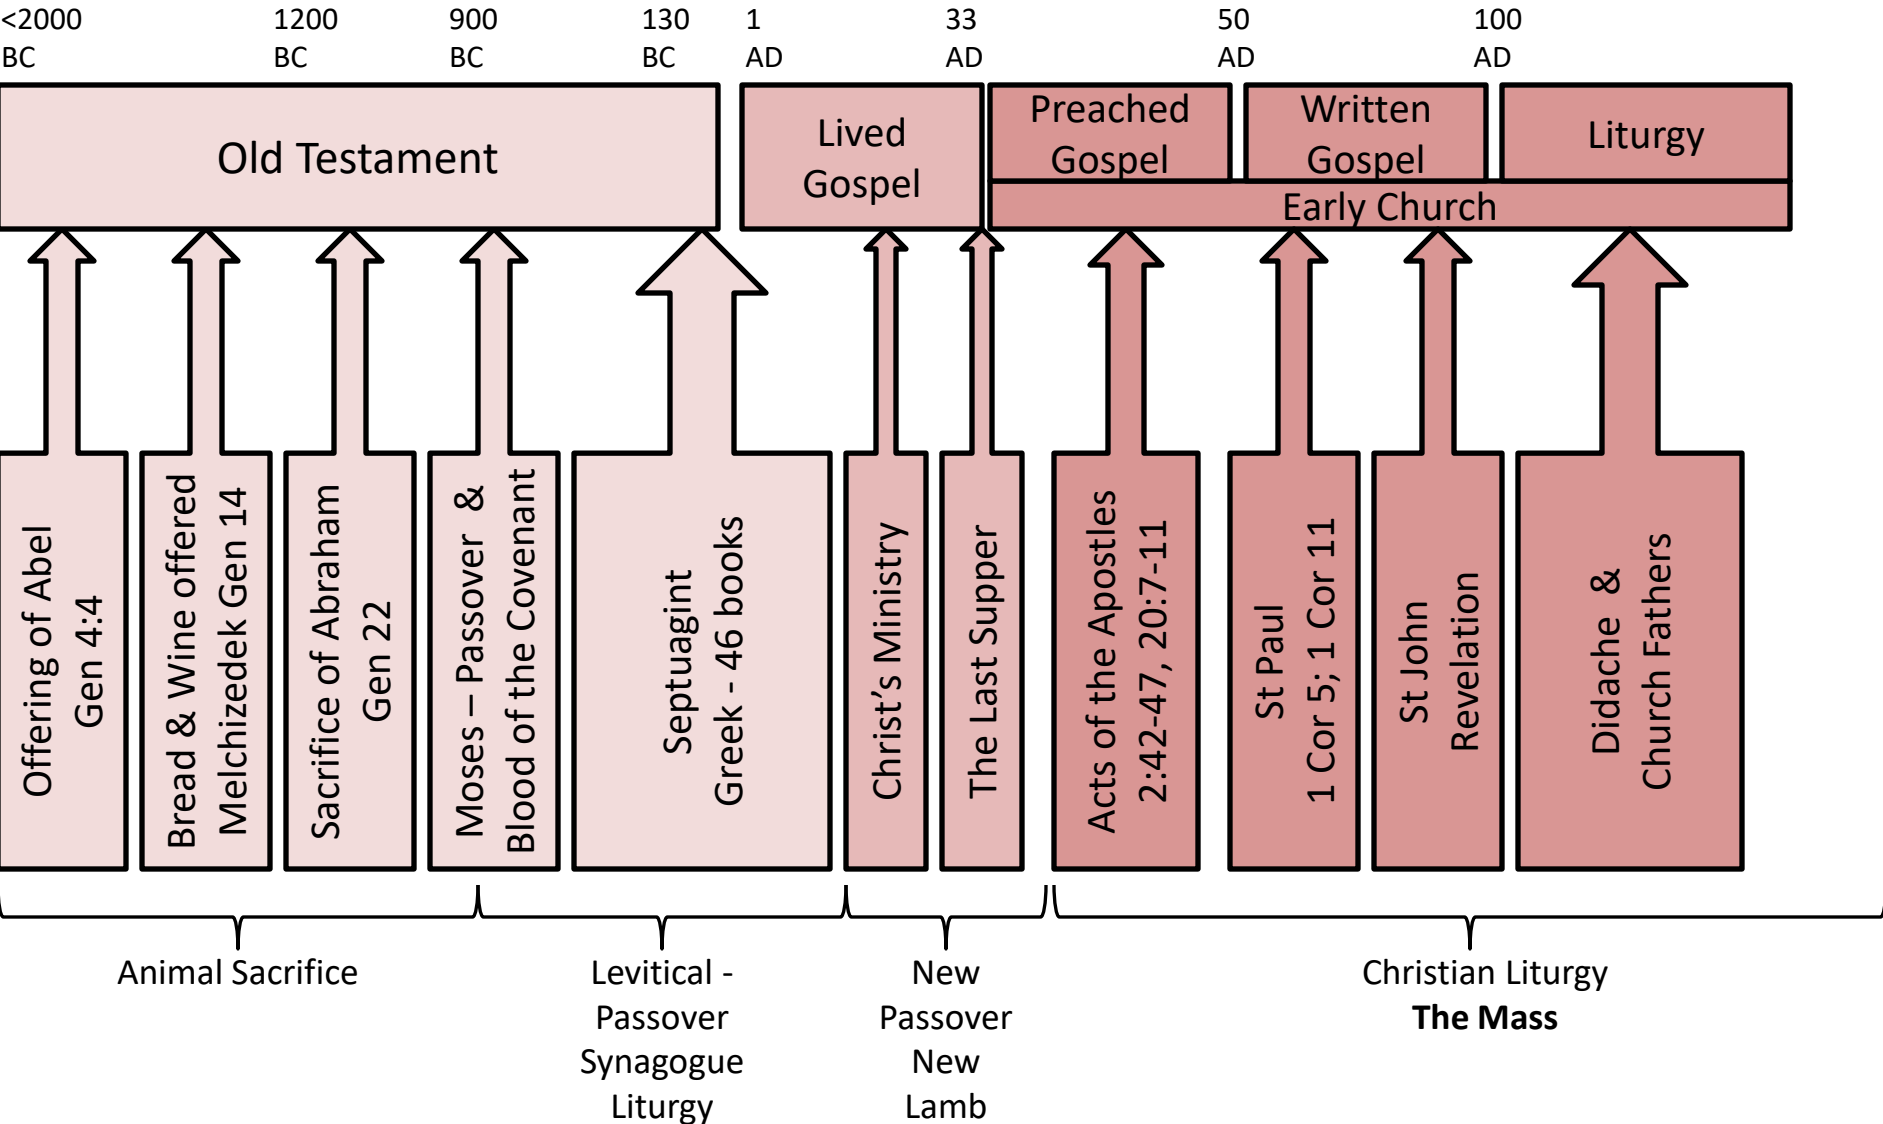 <2000 BC
1200 BC
900 BC
130 BC
1 AD
33 AD
50 AD
100 AD
Old Testament
Lived
Gospel
Preached
Gospel
Written
Gospel
Liturgy
Early Church
Offering of Abel
Gen 4:4
Bread & Wine offered
Melchizedek Gen 14
Sacrifice of Abraham
Gen 22
Moses – Passover &
Blood of the Covenant
Septuagint
Greek - 46 books
Christ’s Ministry
The Last Supper
Acts of the Apostles
2:42-47, 20:7-11
St Paul
1 Cor 5; 1 Cor 11
St John
Revelation
Didache &
Church Fathers
Animal Sacrifice
Levitical -
Passover
Synagogue
Liturgy
New
Passover
New
Lamb
Christian Liturgy
The Mass